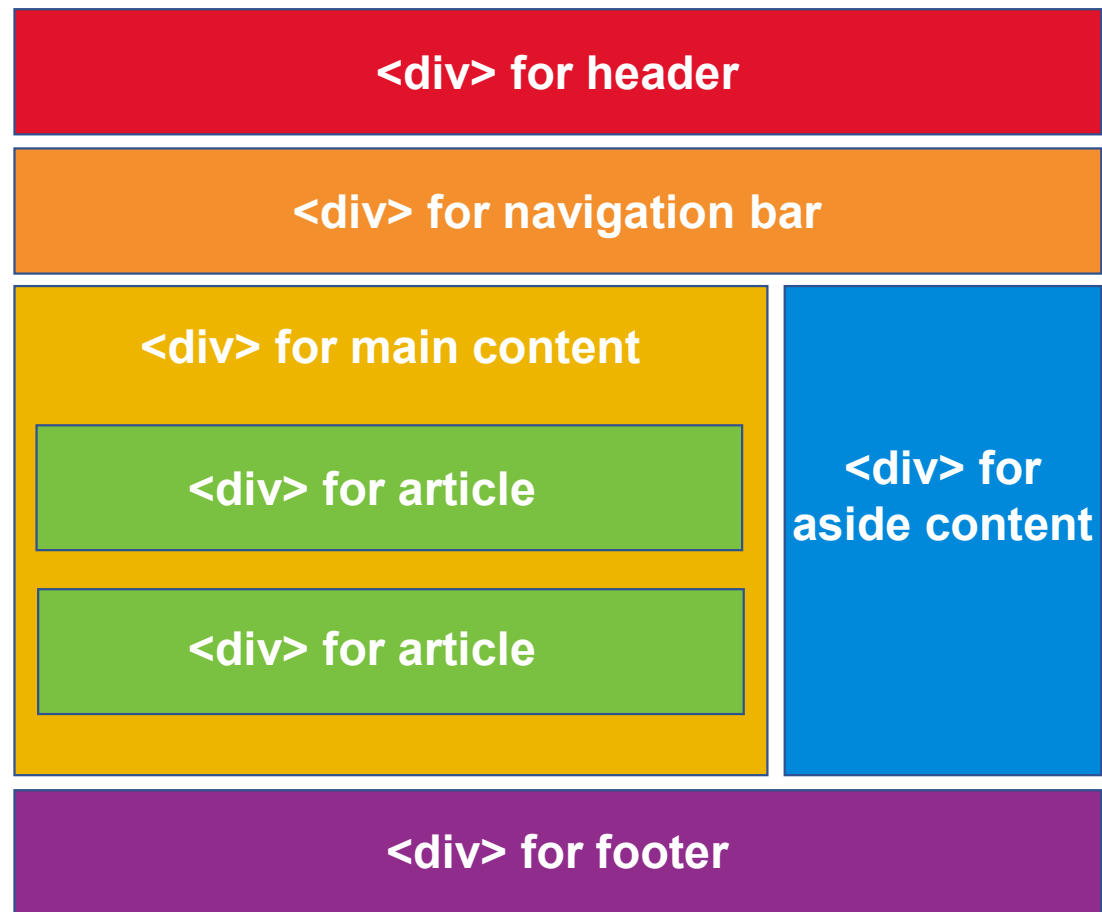 <div> for header
<div> for navigation bar
<div> for main content
<div> for article
<div> for article
<div> for
aside content
<div> for footer